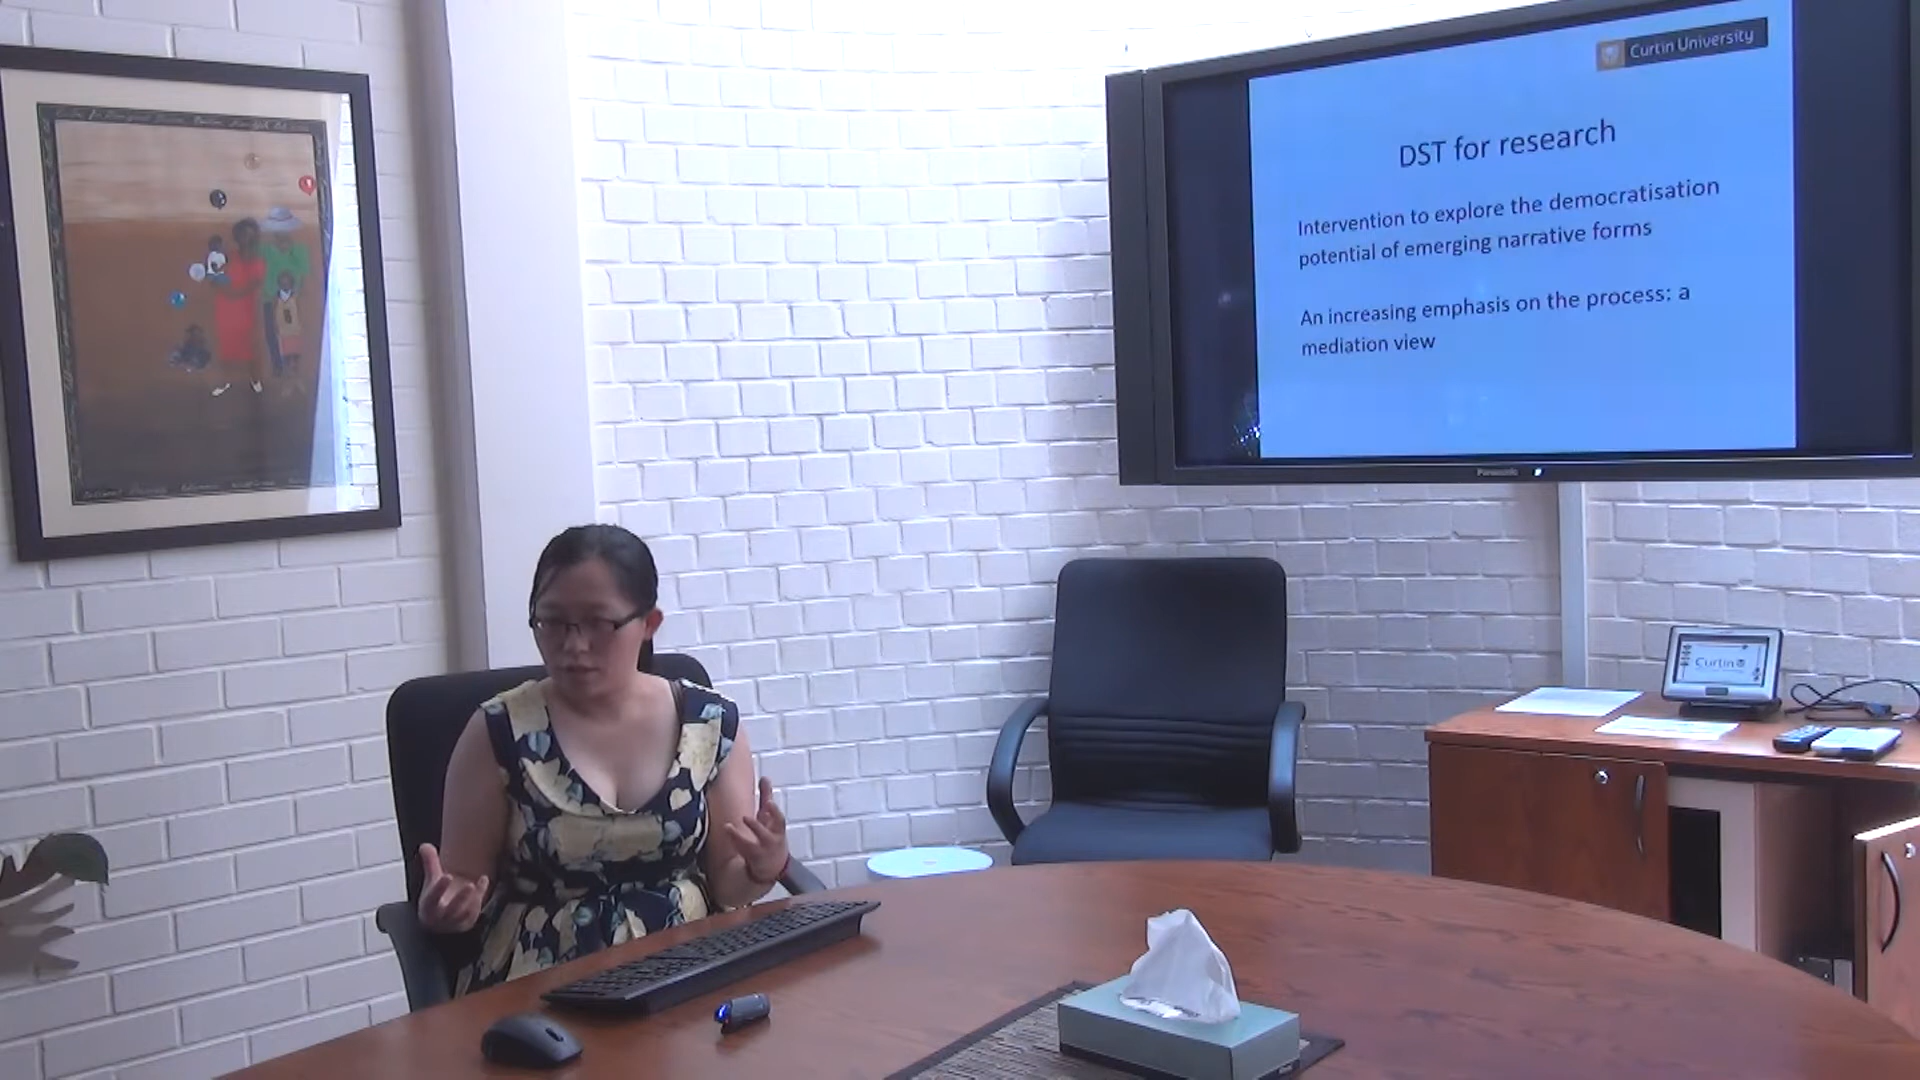 Curtin University
DST for research
Intervention to explore the democratisation
potential of emerging narrative forms
An increasing emphasis on the process: a
mediation view
Panasonic
Curtin